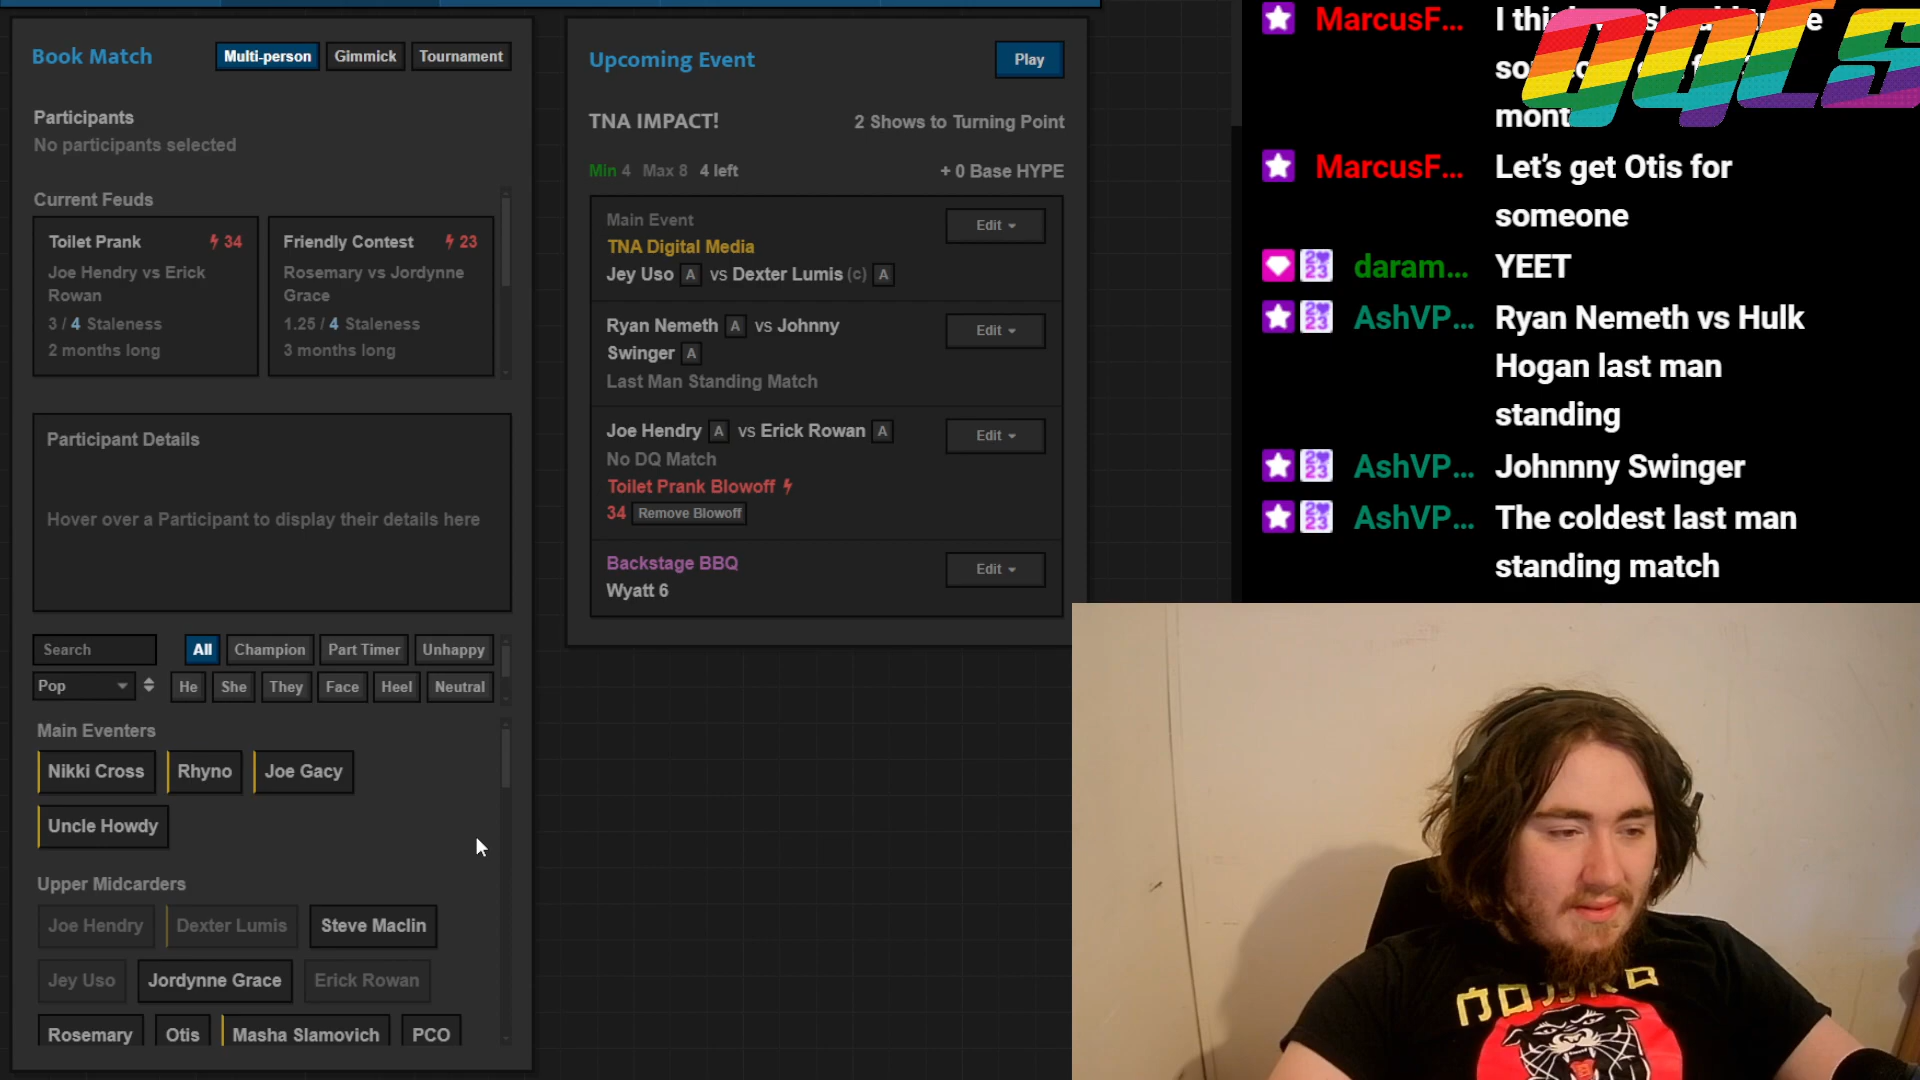 Book Match
Multi-person
Gimmick
Tournament
Participants
No participants selected
Current Feuds
Toilet Prank
34
Joe Hendry vs Erick
Rowan
3 / 4 Staleness
2 months long
Friendly Contest
23
Rosemary vs Jordynne
Grace
1.25 / 4 Staleness
3 months long
Participant Details
Hover over a Participant to display their details here
Search
All
Champion
Part Timer
Unhappy
Pop
He
She
They
Face
Heel
Neutral
Main Eventers
Nikki Cross
Rhyno
Joe Gacy
Uncle Howdy
Upper Midcarders
Joe Hendry
Dexter Lumis
Steve Maclin
Jey Uso
Jordynne Grace
Erick Rowan
Rosemary
Otis
Masha Slamovich
PCO
Upcoming Event
Play
TNA IMPACT!
2 Shows to Turning Point
Min 4 Max 8 4 left
+ 0 Base HYPE
Main Event
Edit
TNA Digital Media
Jey Uso A vs Dexter Lumis (c) A
Ryan Nemeth A vs Johnny
Edit
Swinger A
Last Man Standing Match
Joe Hendry A vs Erick Rowan A
Edit
No DQ Match
Toilet Prank Blowoff
34 Remove Blowoff
Backstage BBQ
Edit
Wyatt 6
MarcusF...
qqls
MarcusF... Let's get Otis for
someone
daram... YEET
AshVP... Ryan Nemeth vs Hulk
Hogan last man
standing
AshVP... Johnnny Swinger
AshVP... The coldest last man
standing match